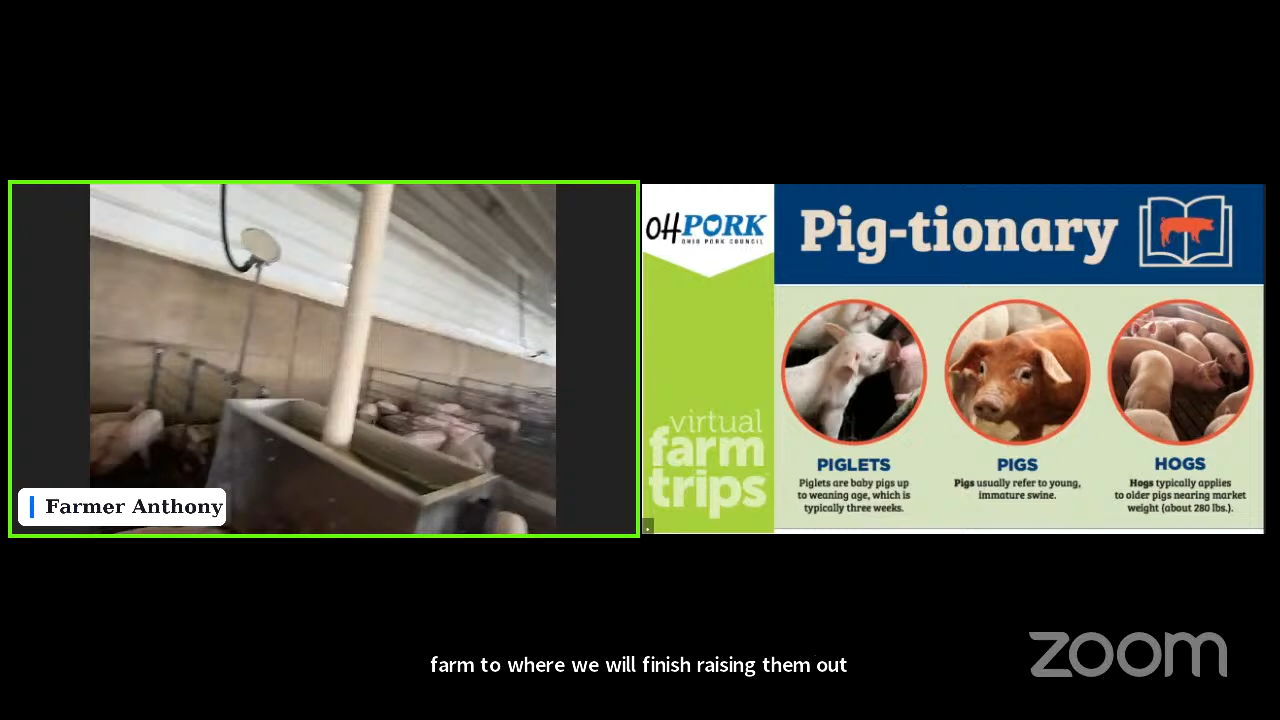 Farmer Anthony
OHPORK
OHIO PORK COUNCIL
virtual
farm
trips
Pig-tionary
PIGLETS
Piglets are baby pigs up
to weaning age, which is
typically three weeks.
PIGS
Pigs usually refer to young,
immature swine.
HOGS
Hogs typically applies
to older pigs nearing market
weight (about 280 lbs.).
farm to where we will finish raising them out
zoom